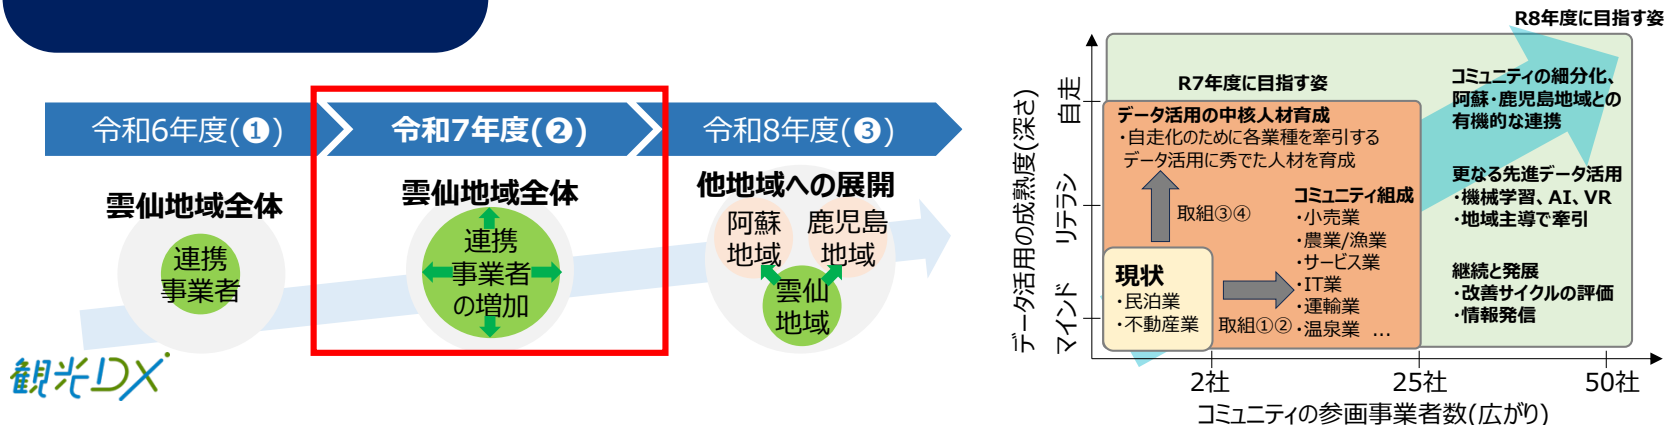 令和6年度(❶)
令和7年度(❷)
令和8年度(❸)
雲仙地域全体
連携
事業者
雲仙地域全体
連携
事業者
の増加
他地域への展開
阿蘇
地域
鹿児島
地域
雲仙
地域
観光DX
R8年度に目指す姿
R7年度に目指す姿
データ活用の中核人材育成
・自走化のために各業種を牽引する
データ活用に秀でた人材を育成
取組③④
コミュニティ組成
・小売業
・農業/漁業
・サービス業
・IT業
・運輸業
・温泉業 …
現状
・民泊業
・不動産業
取組①②
コミュニティの細分化、
阿蘇・鹿児島地域との
有機的な連携
更なる先進データ活用
・機械学習、AI、VR
・地域主導で牽引
継続と発展
・改善サイクルの評価
・情報発信
データ活用の成熟度(深さ)
自走
リテラシ
マインド
2社
25社
50社
コミュニティの参画事業者数(広がり)